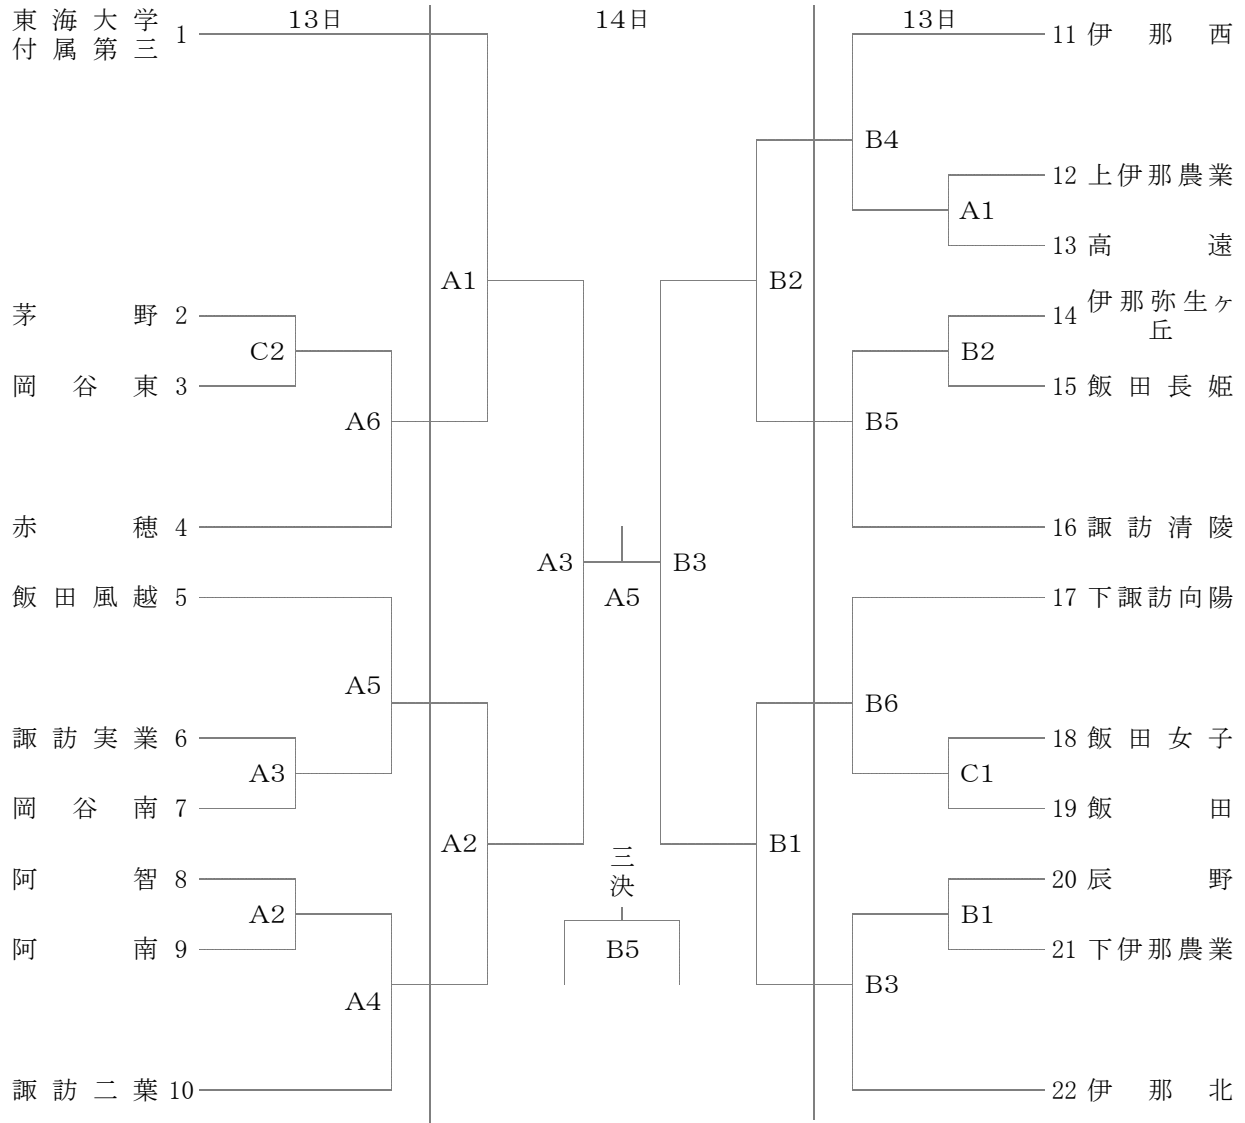 13日 14日 13日
東海大学
付属第三 1
11 伊那西
B4
12 上伊那農業
A1
13 高遠
A1 B2
茅野 2
14 伊那弥生ヶ
丘
C2 B2
岡谷東 3
15 飯田長姫
A6 B5
赤穂 4
16 諏訪清陵
A3 B3
飯田風越 5
A5
17 下諏訪向陽
A5 B6
諏訪実業 6
18 飯田女子
A3 C1
岡谷南 7
19 飯田
A2 B1
三
決
阿智 8
20 辰野
A2 B1
阿南 9
B5
21 下伊那農業
A4 B3
諏訪二葉 10
22 伊那北